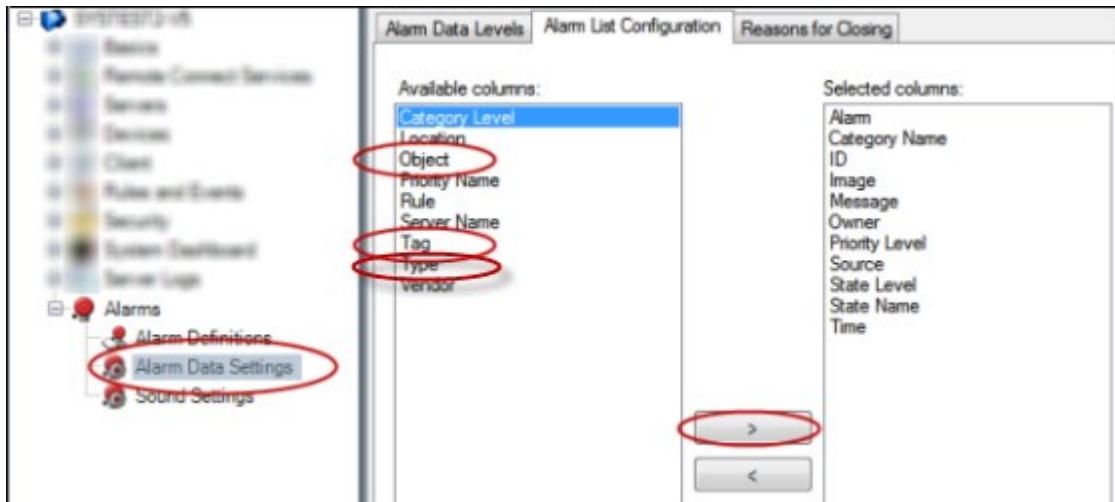 Alarms
Alarm Definitions
Alarm Data Settings
Sound Settings
Alarm Data Levels
Alarm List Configuration
Reasons for Closing
Available columns:
Category Level
Location
Object
Priority Name
Rule
Server Name
Tag
Type
Vendor
>
<
Selected columns:
Alarm
Category Name
ID
Image
Message
Owner
Priority Level
Source
State Level
State Name
Time